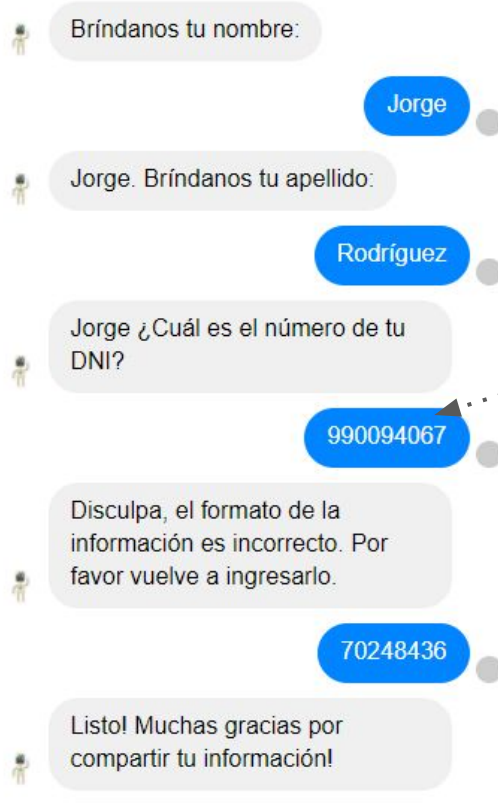 Bríndanos tu nombre:
Jorge
Jorge. Bríndanos tu apellido:
Rodríguez
Jorge ¿Cuál es el número de tu
DNI?
990094067
Disculpa, el formato de la
información es incorrecto. Por
favor vuelve a ingresarlo.
70248436
Listo! Muchas gracias por
compartir tu información!